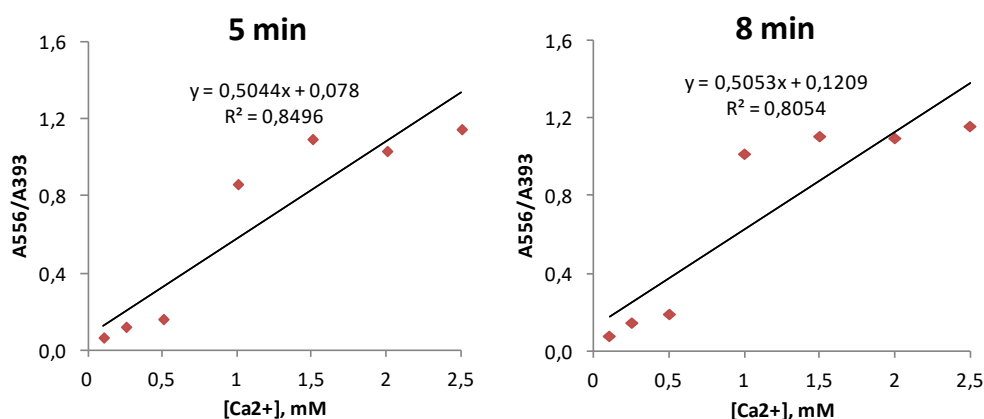 5 min
1,6
y = 0,5044x + 0,078
R² = 0,8496
1,2
0,8
0,4
0,0
A556/A393
0 0,5 1 1,5 2 2,5
[Ca2+], mM
8 min
1,6
y = 0,5053x + 0,1209
R² = 0,8054
1,2
0,8
0,4
0,0
A556/A393
0 0,5 1 1,5 2 2,5
[Ca2+], mM